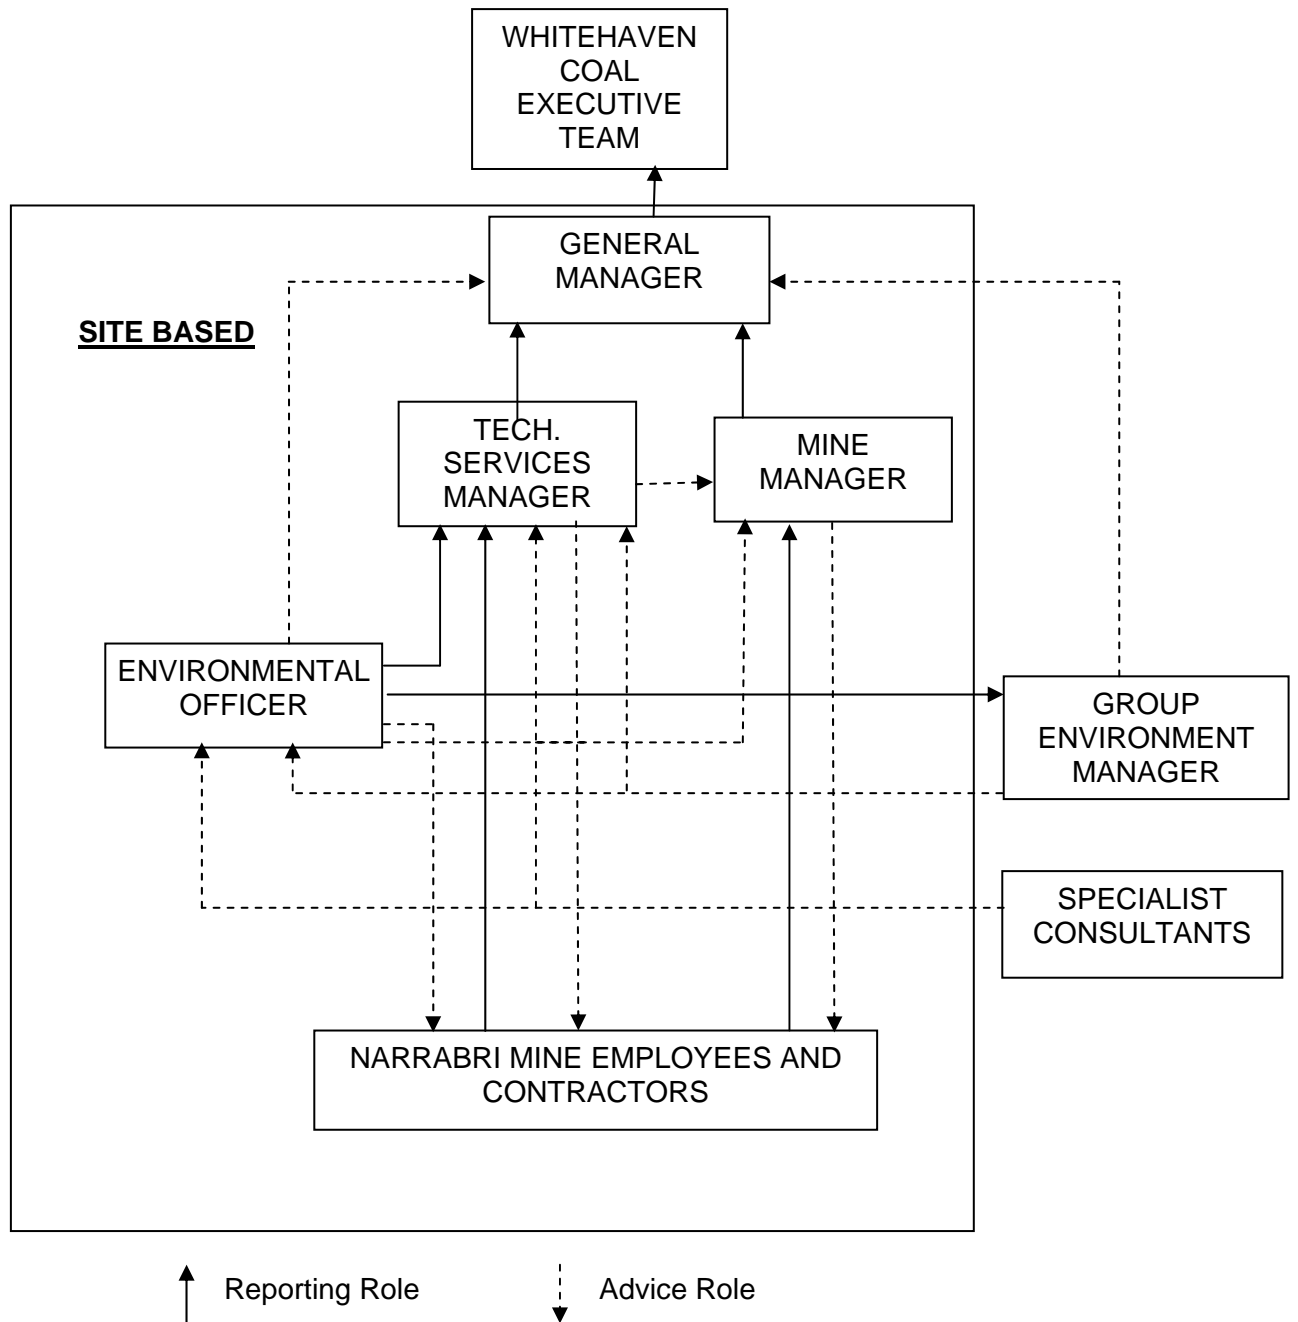 WHITEHAVEN
COAL
EXECUTIVE
TEAM
GENERAL
MANAGER
SITE BASED
TECH.
SERVICES
MANAGER
MINE
MANAGER
ENVIRONMENTAL
OFFICER
GROUP
ENVIRONMENT
MANAGER
SPECIALIST
CONSULTANTS
NARRABRI MINE EMPLOYEES AND
CONTRACTORS
Reporting Role
Advice Role